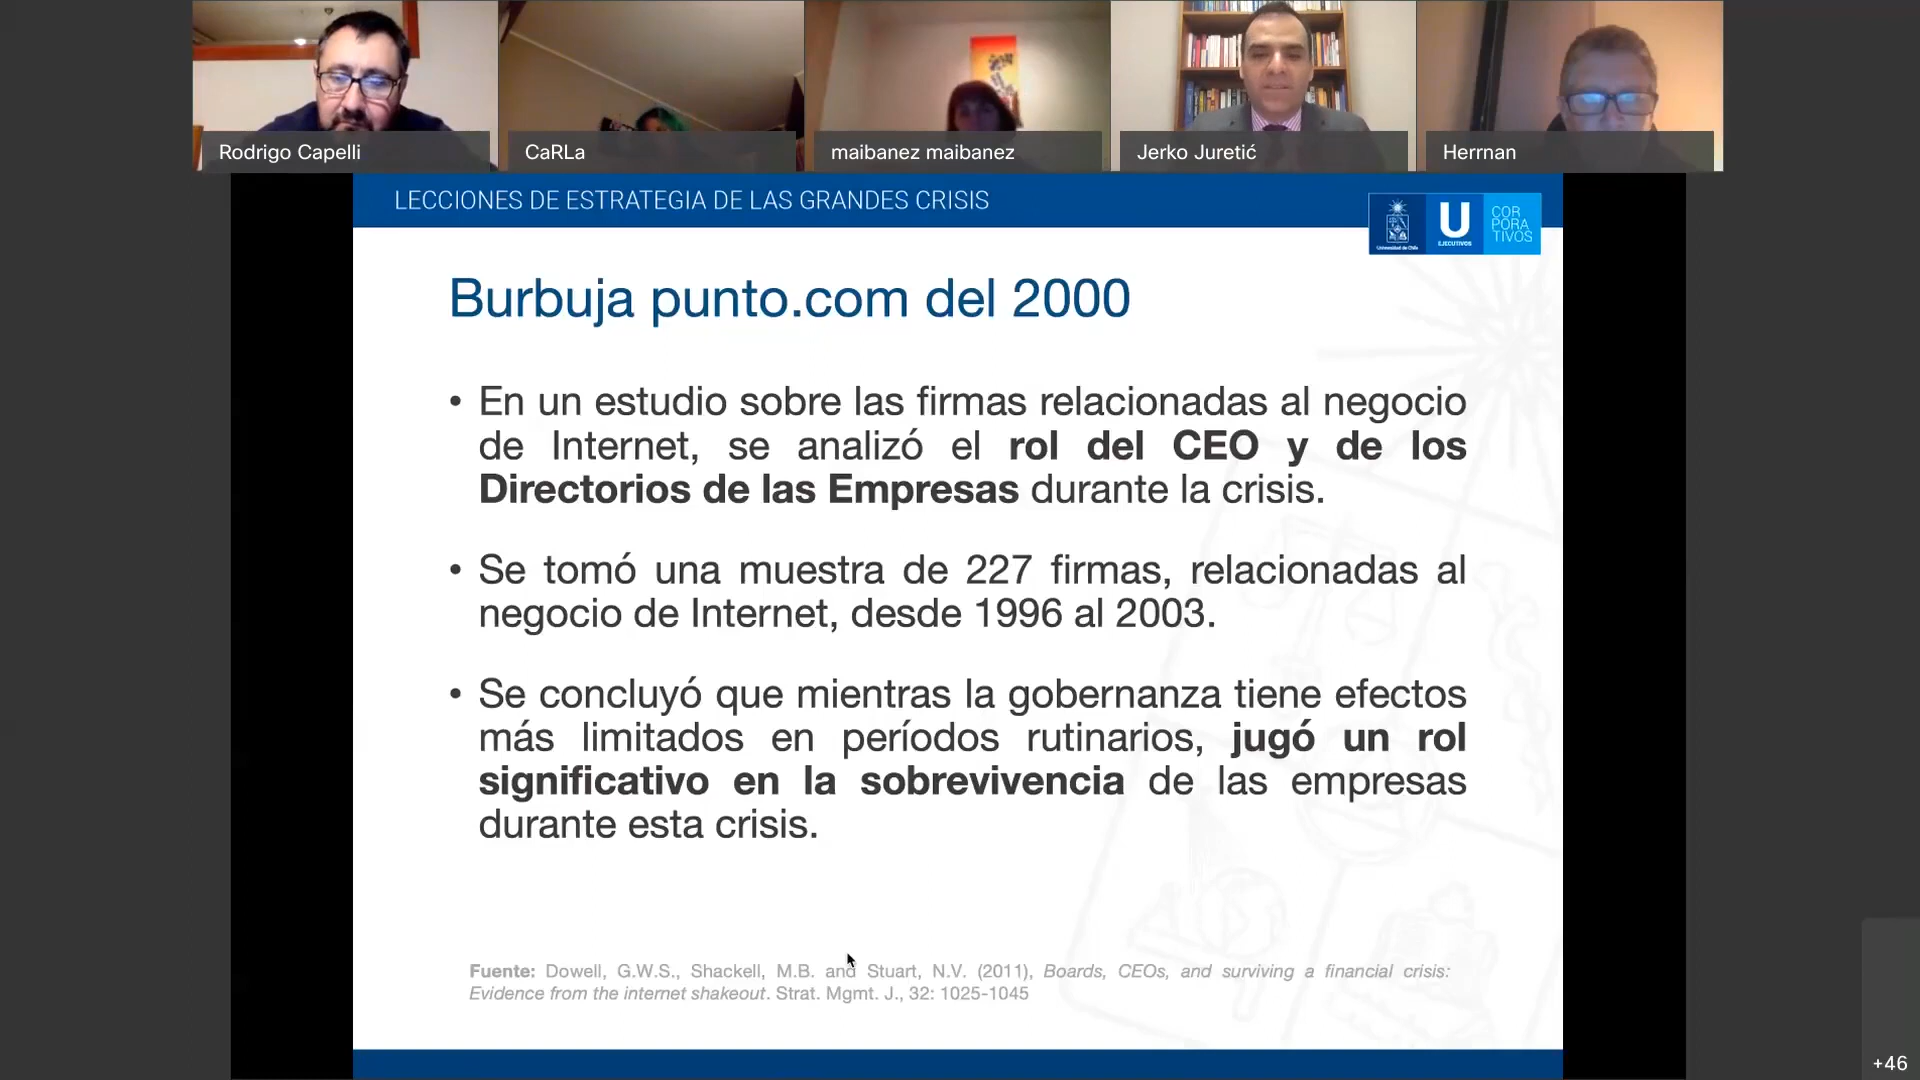 Rodrigo Capelli
CaRLa
maibanez maibanez
Jerko Juretić
Herrnan
LECCIONES DE ESTRATEGIA DE LAS GRANDES CRISIS
Universidad de Chile
U
EJECUTIVOS
COR
PORA
TIVOS
Burbuja punto.com del 2000
• En un estudio sobre las firmas relacionadas al negocio
de Internet, se analizó el rol del CEO y de los
Directorios de las Empresas durante la crisis.
• Se tomó una muestra de 227 firmas, relacionadas al
negocio de Internet, desde 1996 al 2003.
• Se concluyó que mientras la gobernanza tiene efectos
más limitados en períodos rutinarios, jugó un rol
significativo en la sobrevivencia de las empresas
durante esta crisis.
Fuente: Dowell, G.W.S., Shackell, M.B. and Stuart, N.V. (2011), Boards, CEOs, and surviving a financial crisis:
Evidence from the internet shakeout. Strat. Mgmt. J., 32: 1025-1045
+46